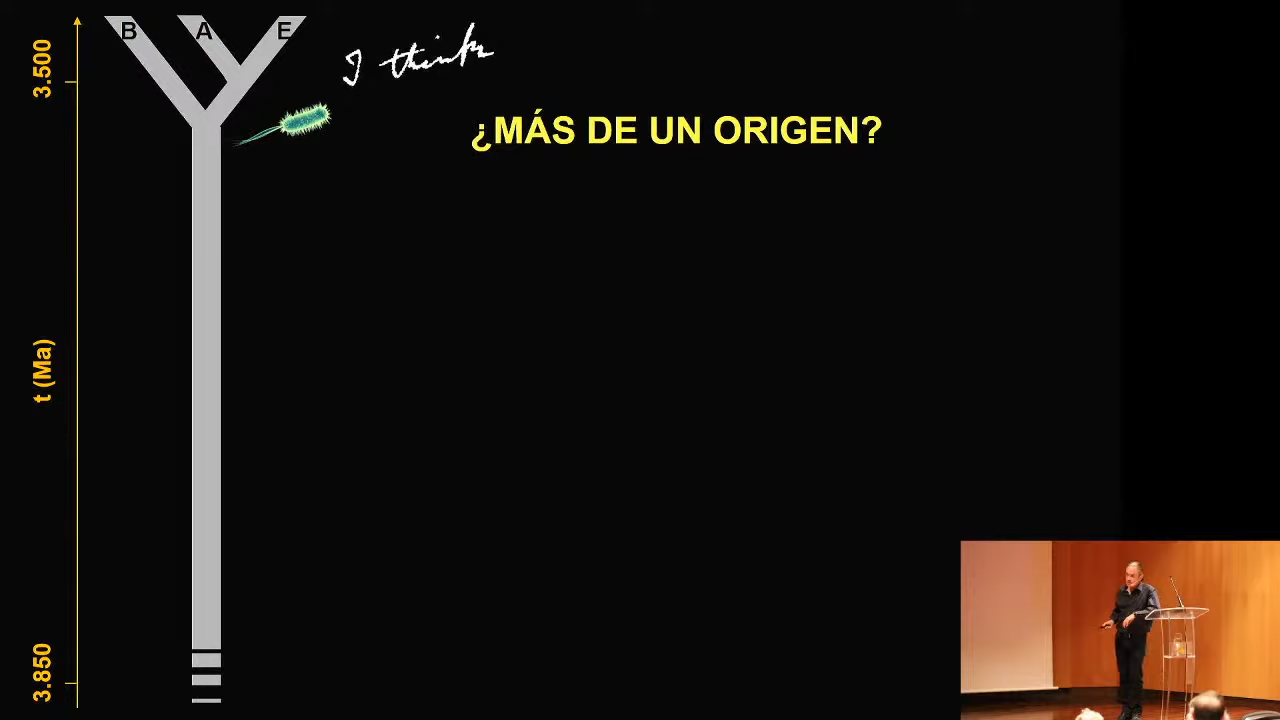 B A E
I think
3.500
¿MÁS DE UN ORIGEN?
t (Ma)
3.850